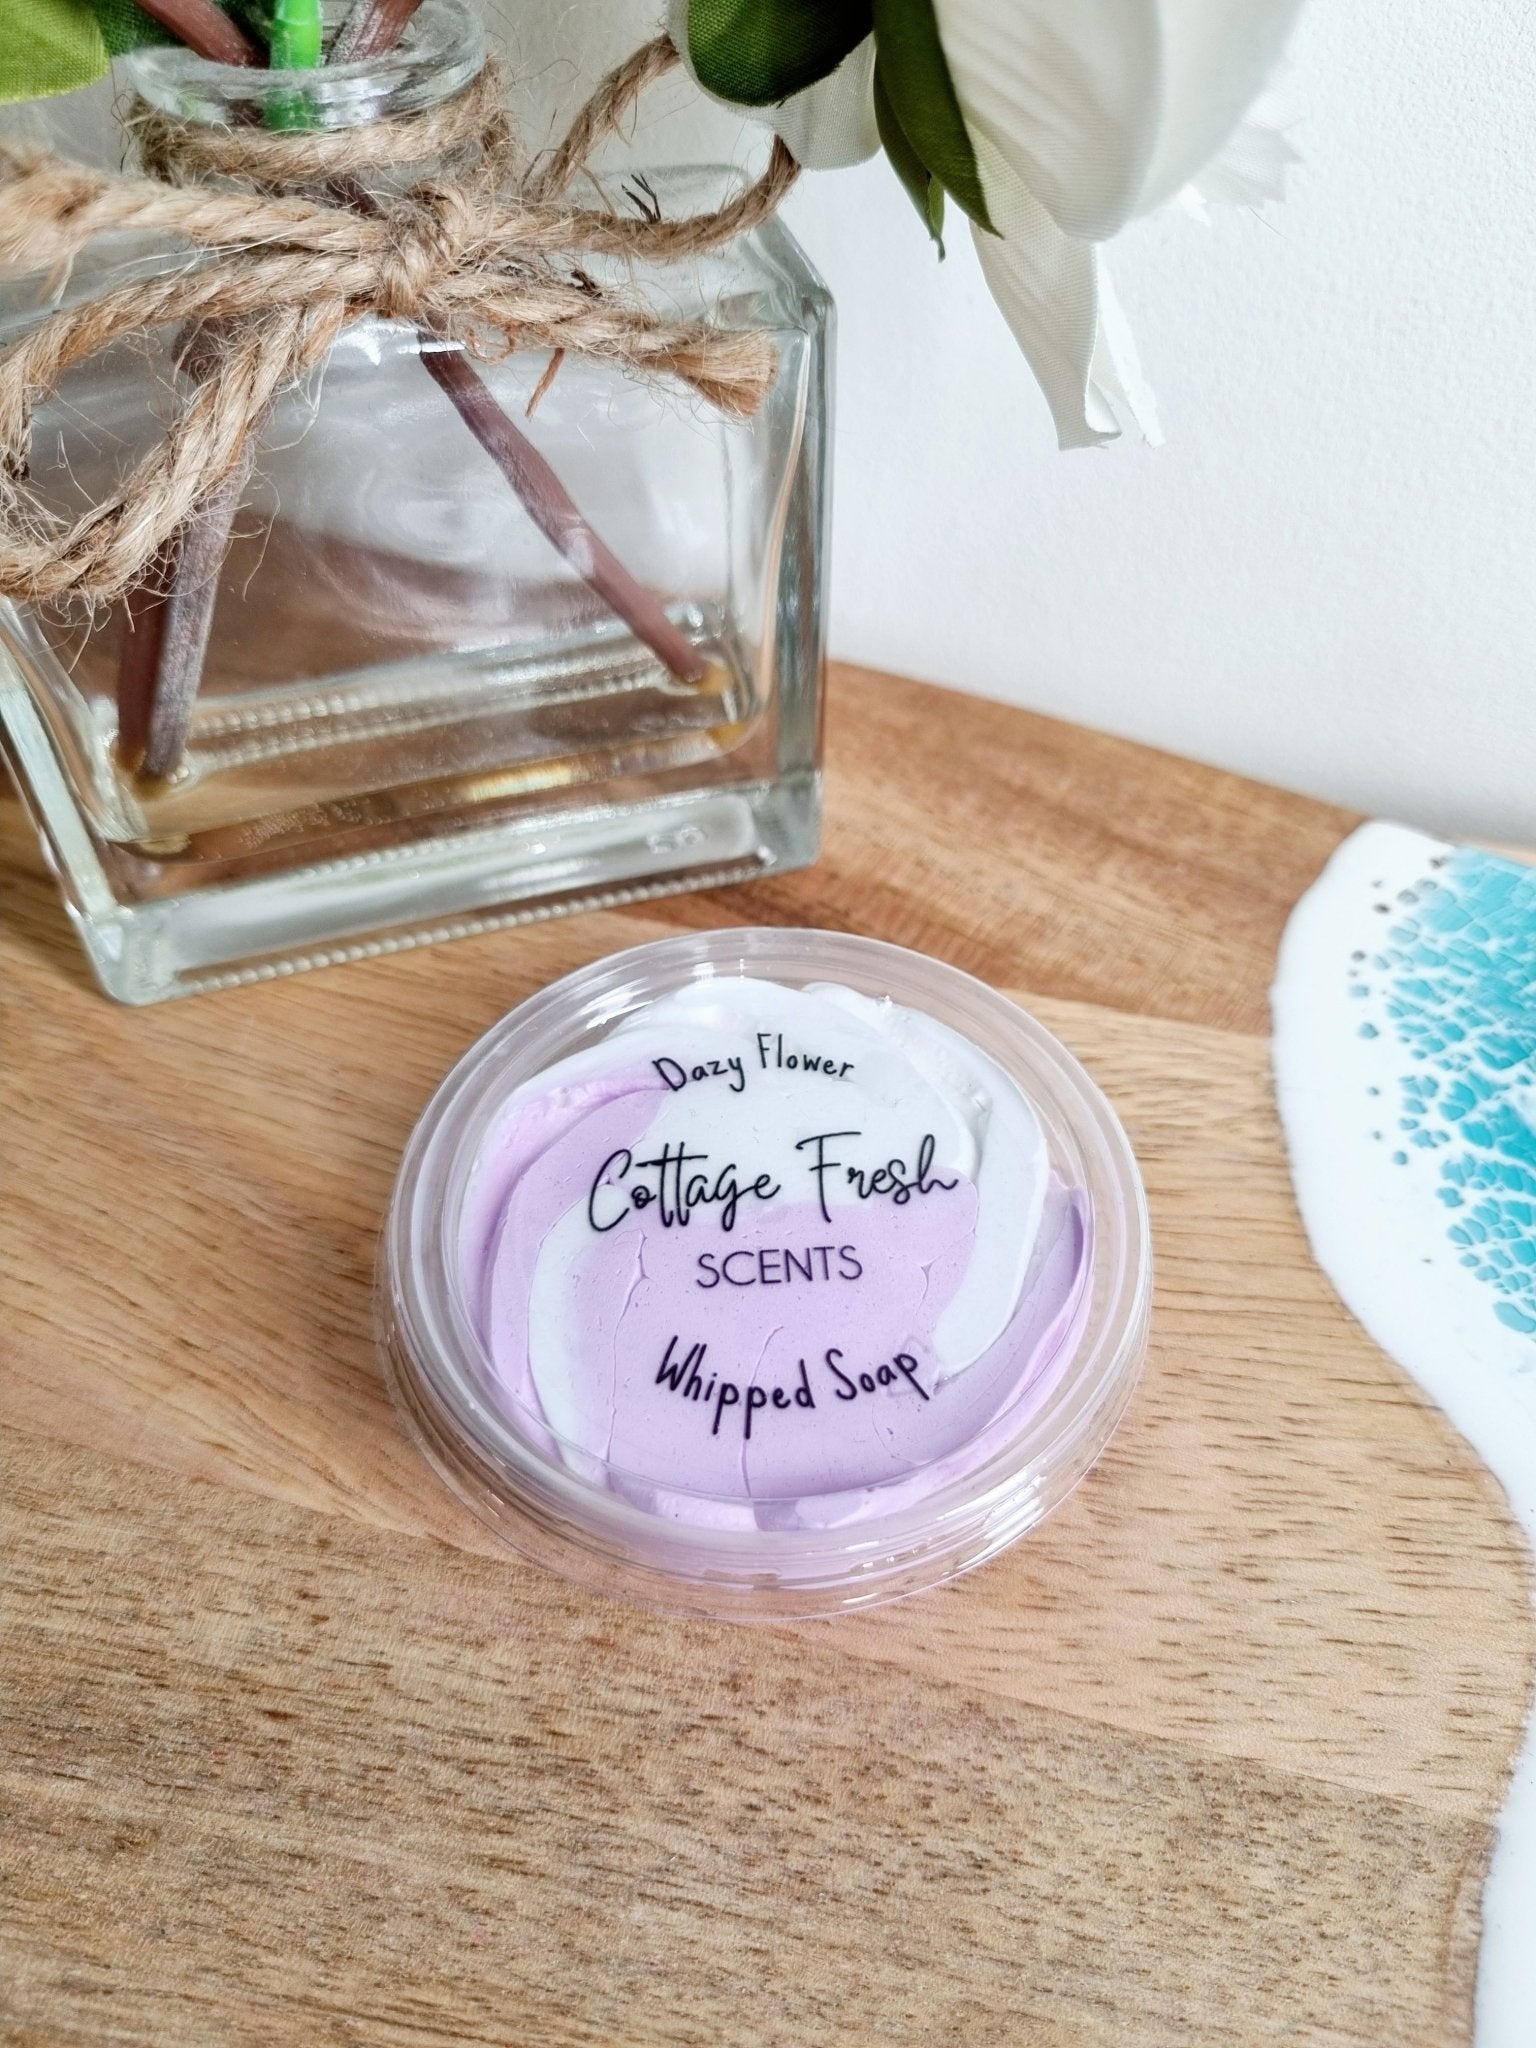 Dazy Flower
Cottage Fresh
SCENTS
Whipped Soap